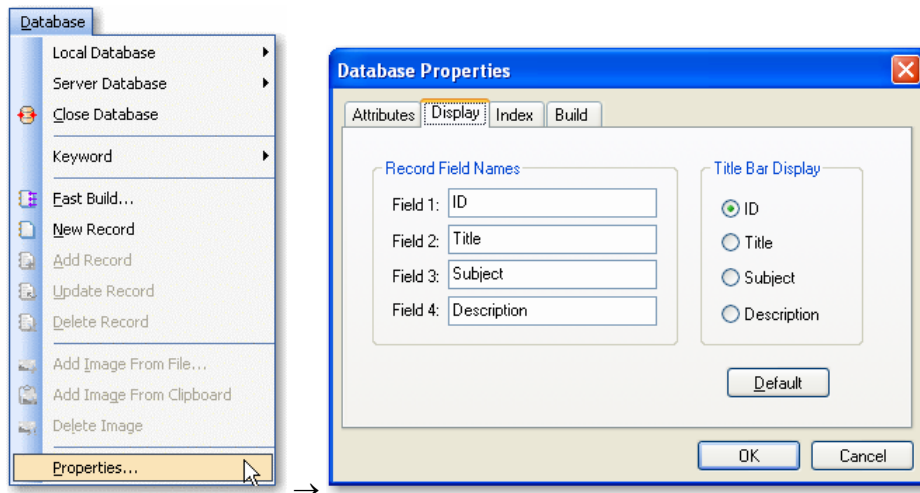 Database
Local Database
Server Database
Close Database
Keyword
Fast Build...
New Record
Add Record
Update Record
Delete Record
Add Image From File...
Add Image From Clipboard
Delete Image
Properties...
→
Database Properties
Attributes Display Index Build
Record Field Names
Field 1: ID
Field 2: Title
Field 3: Subject
Field 4: Description
Title Bar Display
ID
Title
Subject
Description
Default
OK Cancel